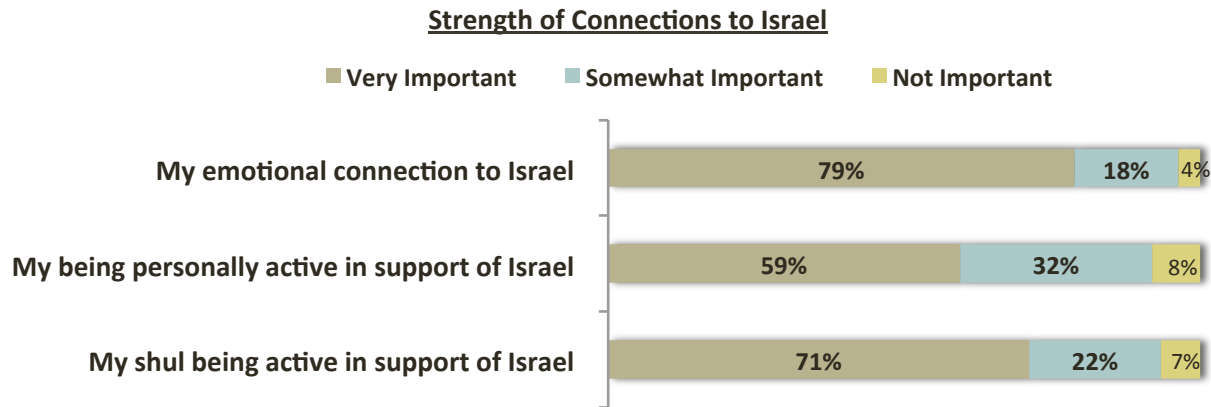 Strength of Connections to Israel
Very Important Somewhat Important Not Important
My emotional connection to Israel 79% 18% 4%
My being personally active in support of Israel 59% 32% 8%
My shul being active in support of Israel 71% 22% 7%